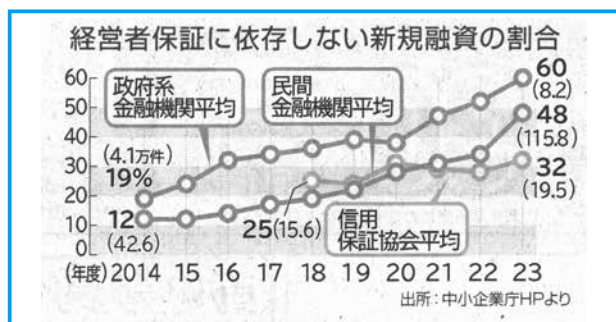 経営者保証に依存しない新規融資の割合
60
50
40
30
20
10
0
政府系
金融機関平均
民間
金融機関平均
信用
保証協会平均
(4.1万件)
19%
12
(42.6)
25(15.6)
60
(8.2)
48
(115.8)
32
(19.5)
(年度)2014 15 16 17 18 19 20 21 22 23
出所:中小企業庁HPより